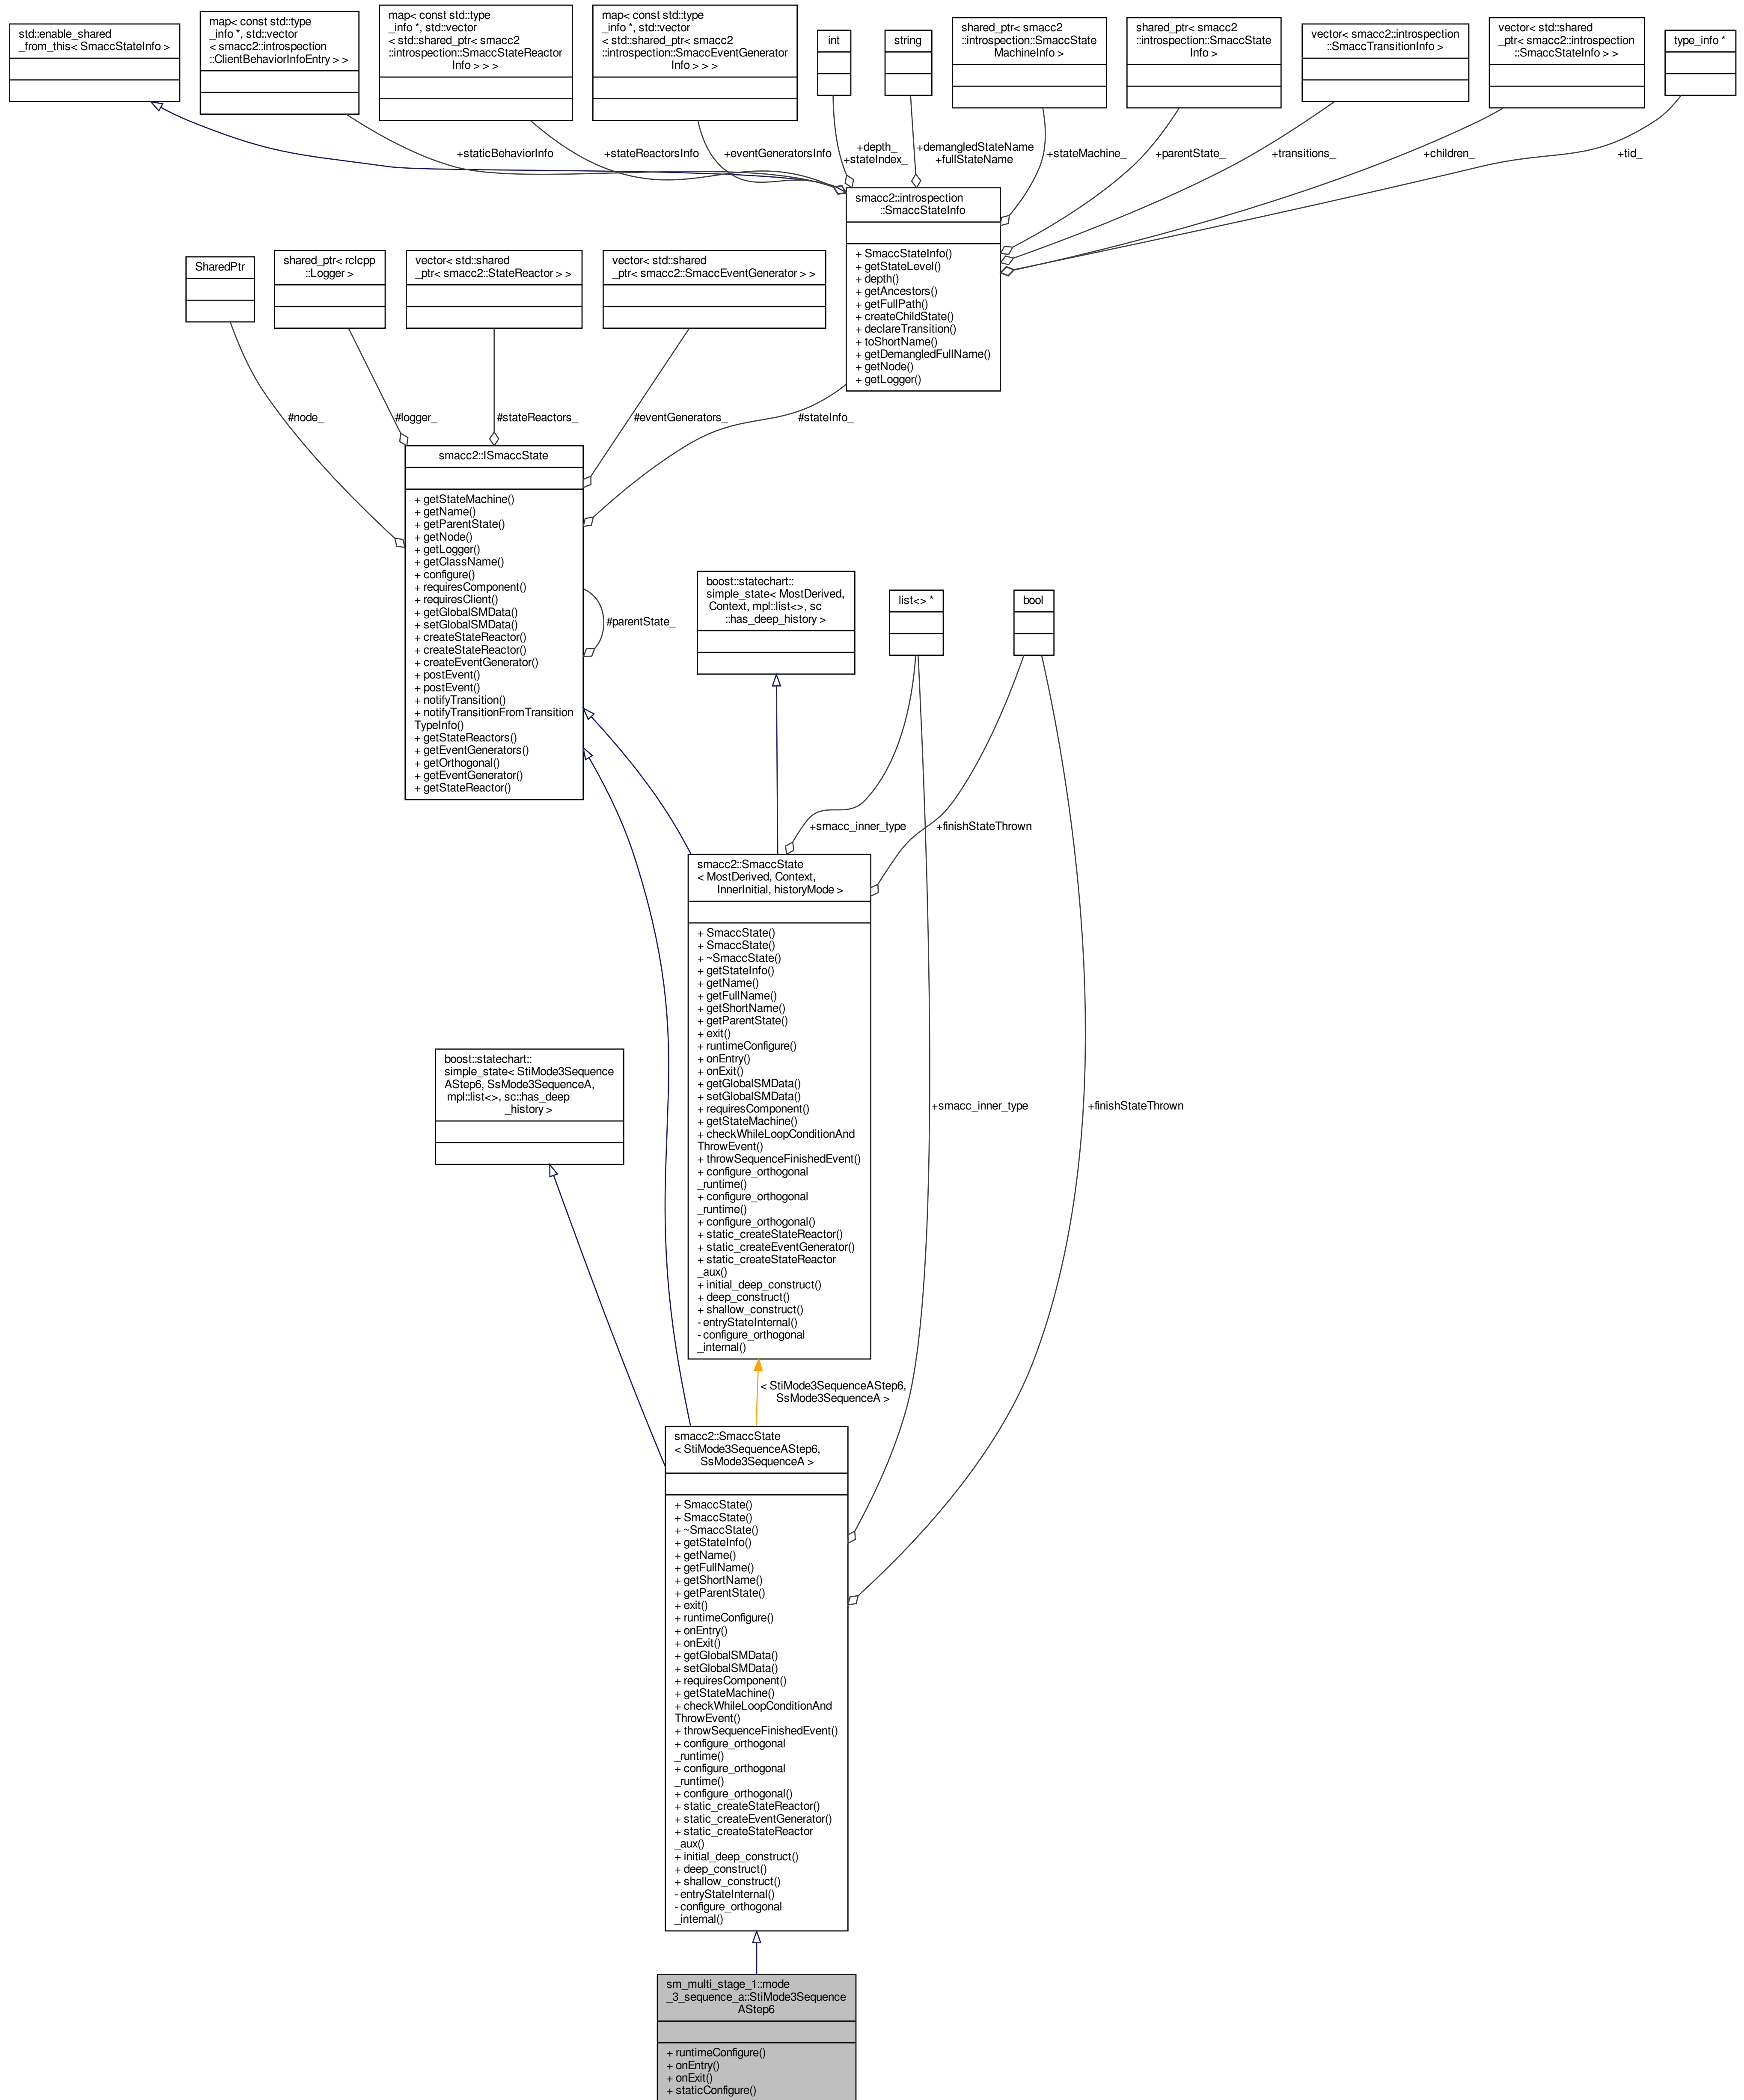 std::enable_shared
_from_this< SmaccStateInfo >
map< const std::type
_info *, std::vector
< smacc2::introspection
::ClientBehaviorInfoEntry > >
map< const std::type
_info *, std::vector
< std::shared_ptr< smacc2
::introspection::SmaccStateReactor
Info > > >
map< const std::type
_info *, std::vector
< std::shared_ptr< smacc2
::introspection::SmaccEventGenerator
Info > > >
int
string
shared_ptr< smacc2
::introspection::SmaccState
MachineInfo >
shared_ptr< smacc2
::introspection::SmaccState
Info >
vector< smacc2::introspection
::SmaccTransitionInfo >
vector< std::shared
_ptr< smacc2::introspection
::SmaccStateInfo > >
type_info *
+staticBehaviorInfo
+stateReactorsInfo
+eventGeneratorsInfo
+depth_
+stateIndex_
+demangledStateName
+fullStateName
+stateMachine_
+parentState_
+transitions_
+children_
+tid_
smacc2::introspection
::SmaccStateInfo
+ SmaccStateInfo()
+ getStateLevel()
+ depth()
+ getAncestors()
+ getFullPath()
+ createChildState()
+ declareTransition()
+ toShortName()
+ getDemangledFullName()
+ getNode()
+ getLogger()
SharedPtr
shared_ptr< rclcpp
::Logger >
vector< std::shared
_ptr< smacc2::StateReactor > >
vector< std::shared
_ptr< smacc2::SmaccEventGenerator > >
#node_
#logger_
#stateReactors_
#eventGenerators_
#stateInfo_
smacc2::ISmaccState
+ getStateMachine()
+ getName()
+ getParentState()
+ getNode()
+ getLogger()
+ getClassName()
+ configure()
+ requiresComponent()
+ requiresClient()
+ getGlobalSMData()
+ setGlobalSMData()
+ createStateReactor()
+ createStateReactor()
+ createEventGenerator()
+ postEvent()
+ postEvent()
+ notifyTransition()
+ notifyTransitionFromTransition
TypeInfo()
+ getStateReactors()
+ getEventGenerators()
+ getOrthogonal()
+ getEventGenerator()
+ getStateReactor()
#parentState_
boost::statechart::
simple_state< MostDerived,
Context, mpl::list<>, sc
::has_deep_history >
list<> *
bool
+smacc_inner_type
+finishStateThrown
smacc2::SmaccState
< MostDerived, Context,
InnerInitial, historyMode >
+ SmaccState()
+ SmaccState()
+ ~SmaccState()
+ getStateInfo()
+ getName()
+ getFullName()
+ getShortName()
+ getParentState()
+ exit()
+ runtimeConfigure()
+ onEntry()
+ onExit()
+ getGlobalSMData()
+ setGlobalSMData()
+ requiresComponent()
+ getStateMachine()
+ checkWhileLoopConditionAnd
ThrowEvent()
+ throwSequenceFinishedEvent()
+ configure_orthogonal
_runtime()
+ configure_orthogonal
_runtime()
+ configure_orthogonal()
+ static_createStateReactor()
+ static_createEventGenerator()
+ static_createStateReactor
_aux()
+ initial_deep_construct()
+ deep_construct()
+ shallow_construct()
- entryStateInternal()
- configure_orthogonal
_internal()
boost::statechart::
simple_state< StiMode3Sequence
AStep6, SsMode3SequenceA,
mpl::list<>, sc::has_deep
_history >
+smacc_inner_type
+finishStateThrown
< StiMode3SequenceAStep6,
SsMode3SequenceA >
smacc2::SmaccState
< StiMode3SequenceAStep6,
SsMode3SequenceA >
+ SmaccState()
+ SmaccState()
+ ~SmaccState()
+ getStateInfo()
+ getName()
+ getFullName()
+ getShortName()
+ getParentState()
+ exit()
+ runtimeConfigure()
+ onEntry()
+ onExit()
+ getGlobalSMData()
+ setGlobalSMData()
+ requiresComponent()
+ getStateMachine()
+ checkWhileLoopConditionAnd
ThrowEvent()
+ throwSequenceFinishedEvent()
+ configure_orthogonal
_runtime()
+ configure_orthogonal
_runtime()
+ configure_orthogonal()
+ static_createStateReactor()
+ static_createEventGenerator()
+ static_createStateReactor
_aux()
+ initial_deep_construct()
+ deep_construct()
+ shallow_construct()
- entryStateInternal()
- configure_orthogonal
_internal()
sm_multi_stage_1::mode
_3_sequence_a::StiMode3Sequence
AStep6
+ runtimeConfigure()
+ onEntry()
+ onExit()
+ staticConfigure()